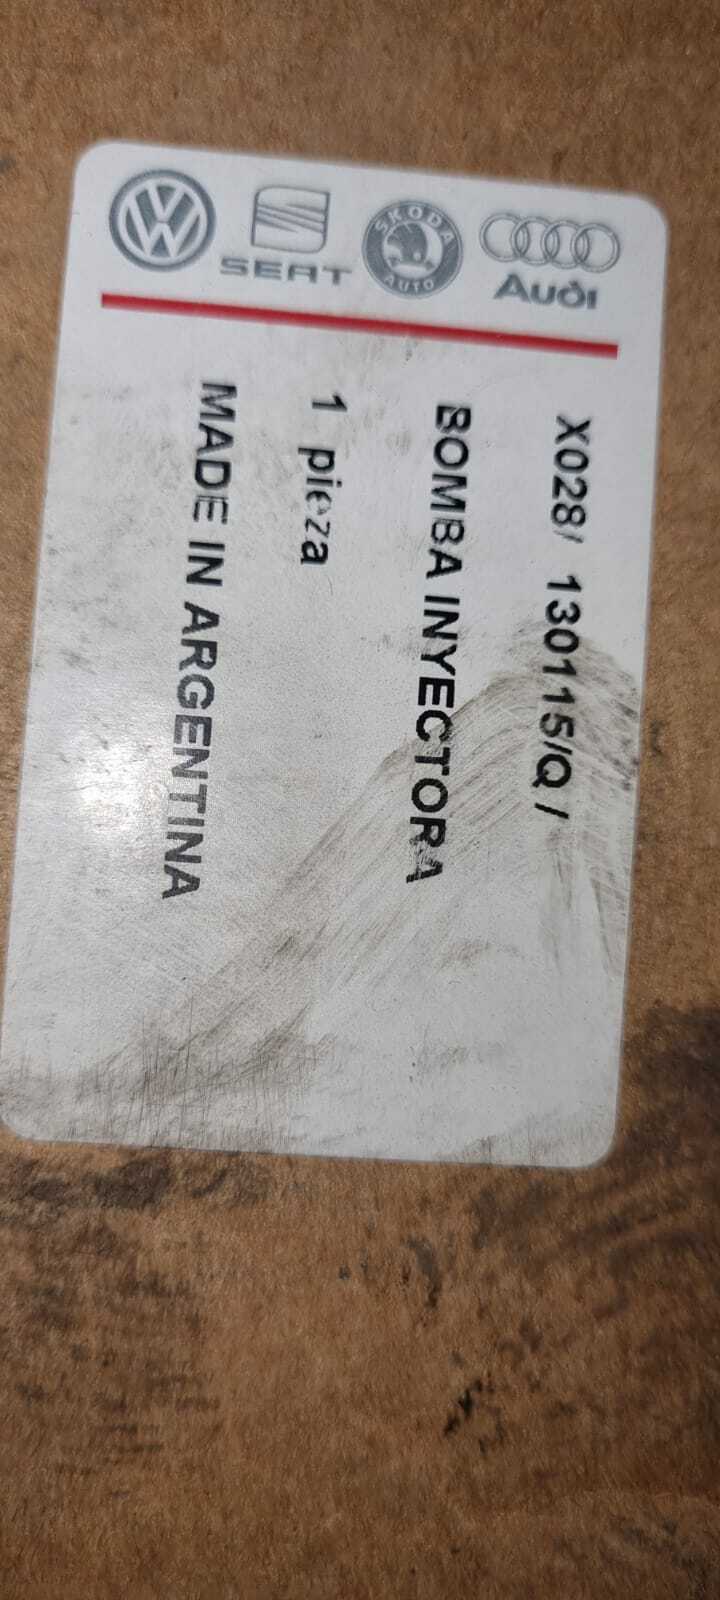 SEAT
SKODA
AUTO
Audi
X028/ 130115/Q /
BOMBA INYECTORA
1 pieza
MADE IN ARGENTINA